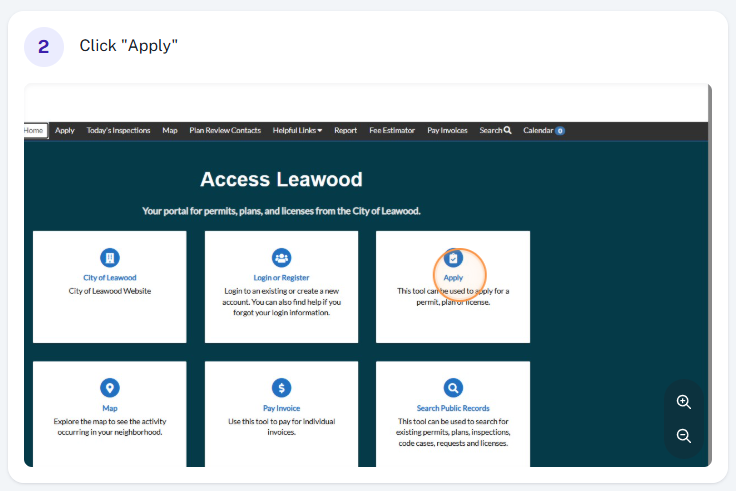 2 Click "Apply"
Home Apply Today's Inspections Map Plan Review Contacts Helpful Links Report Fee Estimator Pay Invoices Search Calendar 0
Access Leawood
Your portal for permits, plans, and licenses from the City of Leawood.
City of Leawood
City of Leawood Website
Login or Register
Login to an existing or create a new
account. You can also find help if you
forgot your login information.
Apply
This tool can be used to apply for a
permit, plan or license.
Map
Explore the map to see the activity
occurring in your neighborhood.
Pay Invoice
Use this tool to pay for individual
invoices.
Search Public Records
This tool can be used to search for
existing permits, plans, inspections,
code cases, requests and licenses.